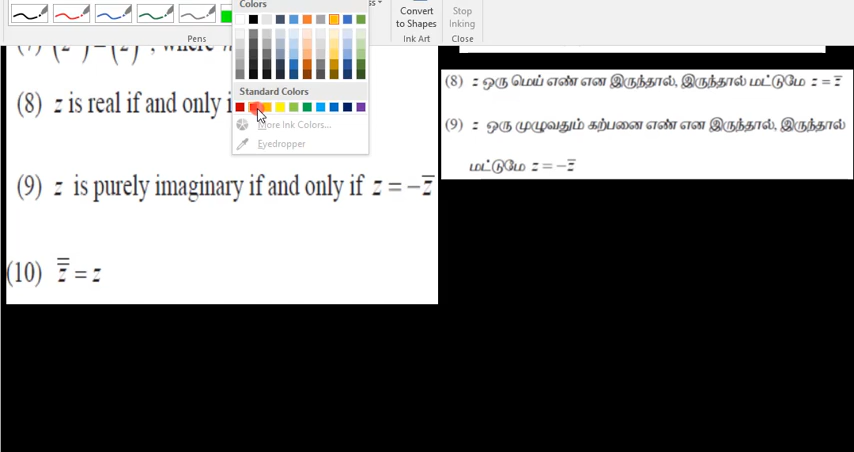 Colors
Convert
to Shapes
Stop
Inking
Pens
Ink Art
Close
Standard Colors
More Ink Colors...
Eyedropper
(8) z is real if and only i
(9) z is purely imaginary if and only if z = −z̅
(10) z̿ = z
(8) z ஒரு மெய் எண் என இருந்தால், இருந்தால் மட்டுமே z = z̅
(9) z ஒரு முழுவதும் கற்பனை எண் என இருந்தால், இருந்தால்
மட்டுமே z = −z̅